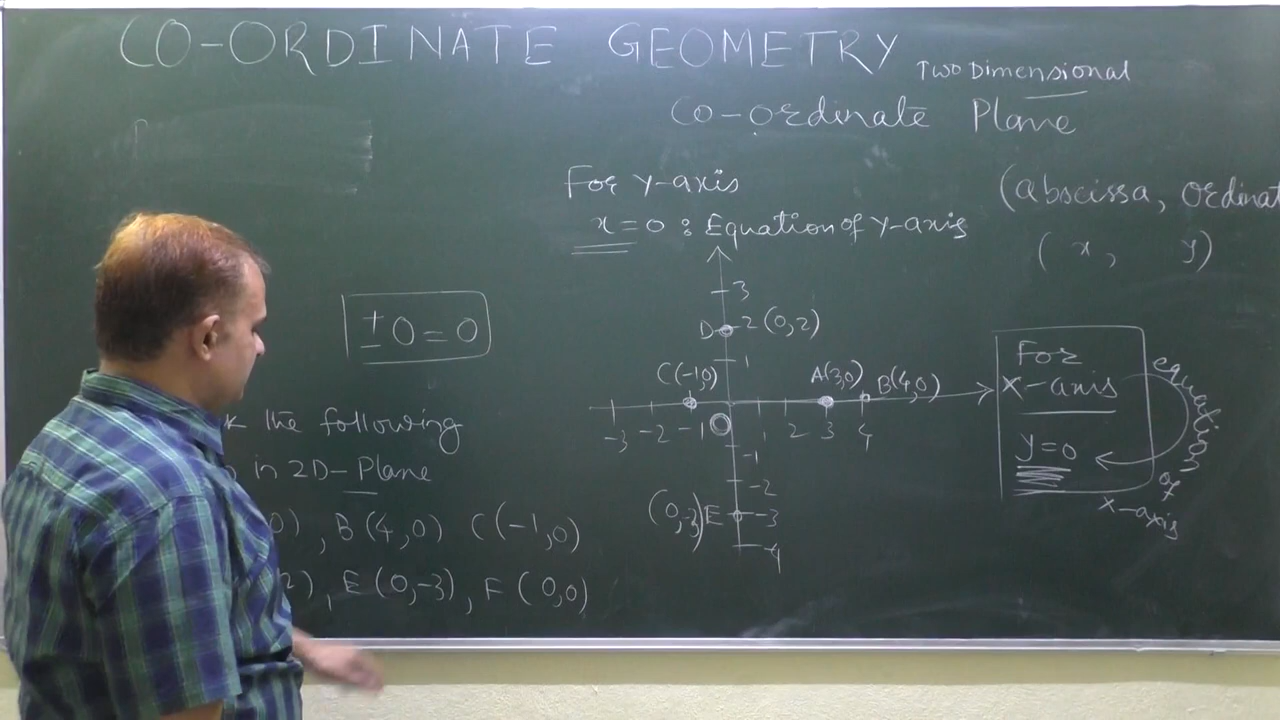 CO-ORDINATE GEOMETRY
Two Dimensional
Co-ordinate Plane
For Y-axis
x=0 : Equation of Y-axis
(abscissa, Ordinat
(x, y)
± 0 = 0
3
D 2 (0,2)
1
C(-1,0) A(3,0) B(4,0)
-3 -2 -1 0 1 2 3 4
-1
-2
(0,-3) E -3
-4
For
X-axis
y=0
equation of
x-axis
the following
in 2D-Plane
0), B(4,0) C(-1,0)
2), E(0,-3), F(0,0)